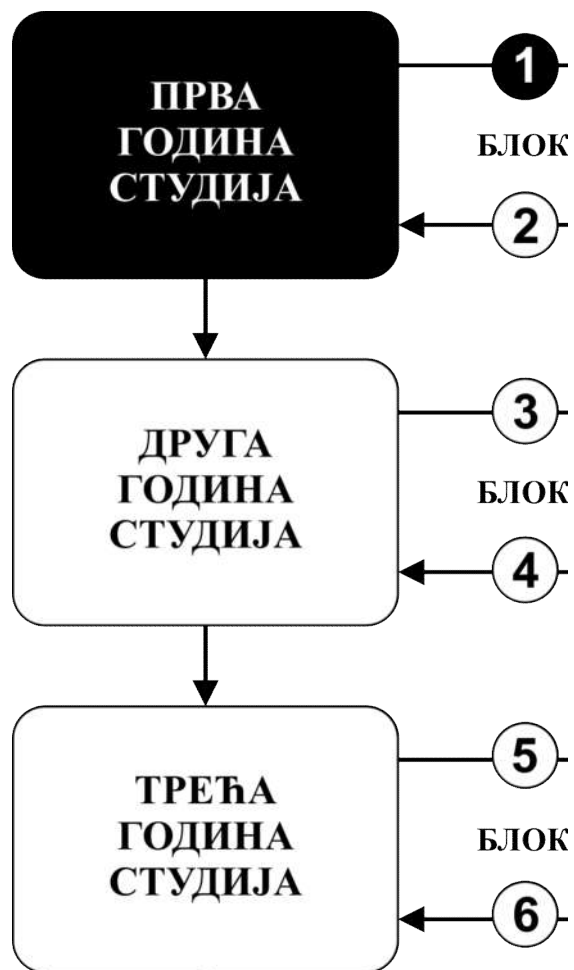 ПРВА
ГОДИНА
СТУДИЈА
1
БЛОК
2
ДРУГА
ГОДИНА
СТУДИЈА
3
БЛОК
4
ТРЕЋА
ГОДИНА
СТУДИЈА
5
БЛОК
6